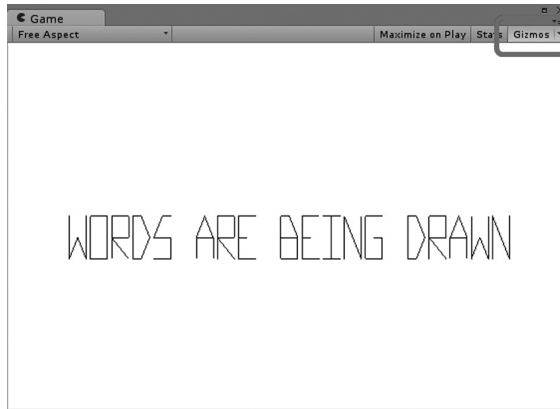 Game
Free Aspect Maximize on Play Stats Gizmos
WORDS ARE BEING DRAWN